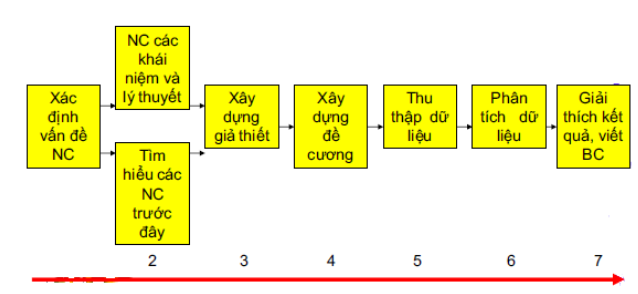 Xác
định
vấn đề
NC
NC các
khái
niệm và
lý thuyết
Tìm
hiểu các
NC
trước
đây
Xây
dựng
giả thiết
Xây
dựng
đề
cương
Thu
thập dữ
liệu
Phân
tích dữ
liệu
Giải
thích kết
quả, viết
BC
2 3 4 5 6 7